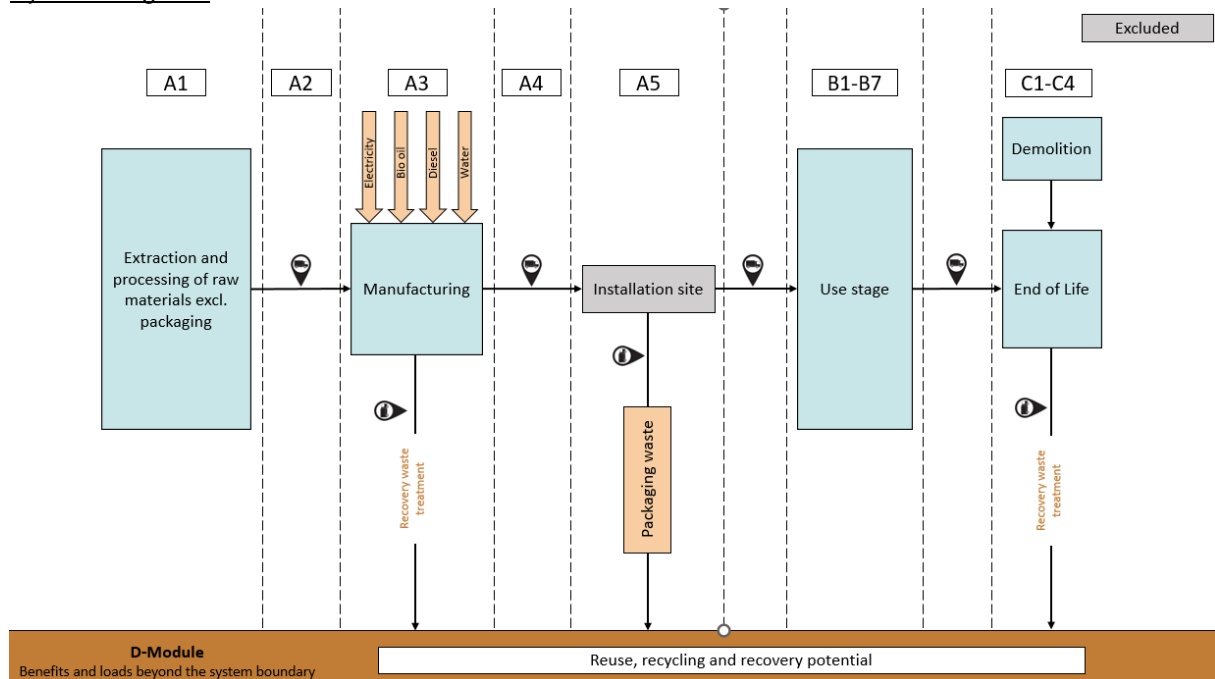 Excluded
A1
A2
A3
A4
A5
B1-B7
C1-C4
Electricity
Bio oil
Diesel
Water
Demolition
Extraction and
processing of raw
materials excl.
packaging
Manufacturing
Installation site
Use stage
End of Life
Recovery waste
treatment
Packaging waste
Recovery waste
treatment
D-Module
Benefits and loads beyond the system boundary
Reuse, recycling and recovery potential